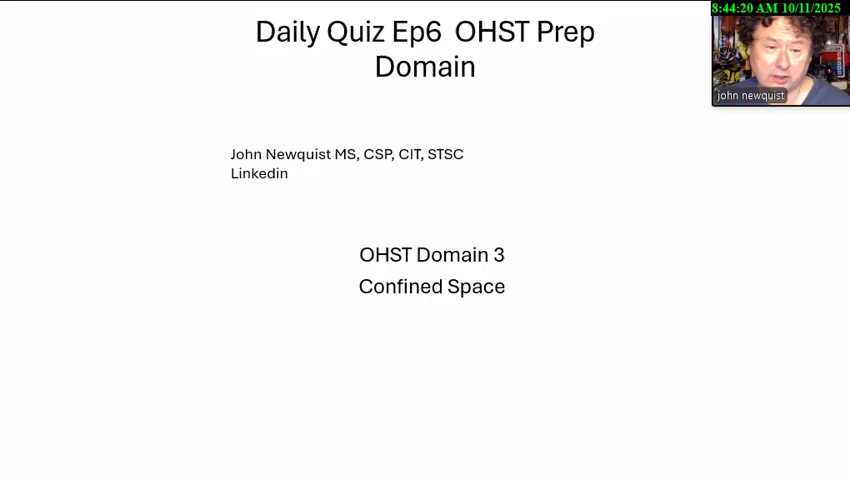 8:44:20 AM 10/11/2025
Daily Quiz Ep6 OHST Prep
Domain
john newquist
John Newquist MS, CSP, CIT, STSC
Linkedin
OHST Domain 3
Confined Space